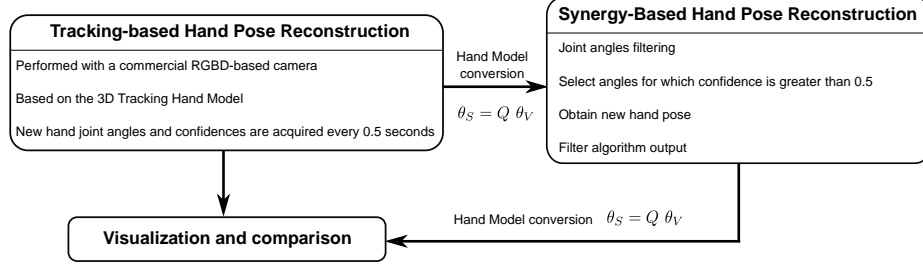 Tracking-based Hand Pose Reconstruction
Performed with a commercial RGBD-based camera
Based on the 3D Tracking Hand Model
New hand joint angles and confidences are acquired every 0.5 seconds
Hand Model
conversion
θ_S = Q θ_V
Synergy-Based Hand Pose Reconstruction
Joint angles filtering
Select angles for which confidence is greater than 0.5
Obtain new hand pose
Filter algorithm output
Hand Model conversion θ_S = Q θ_V
Visualization and comparison